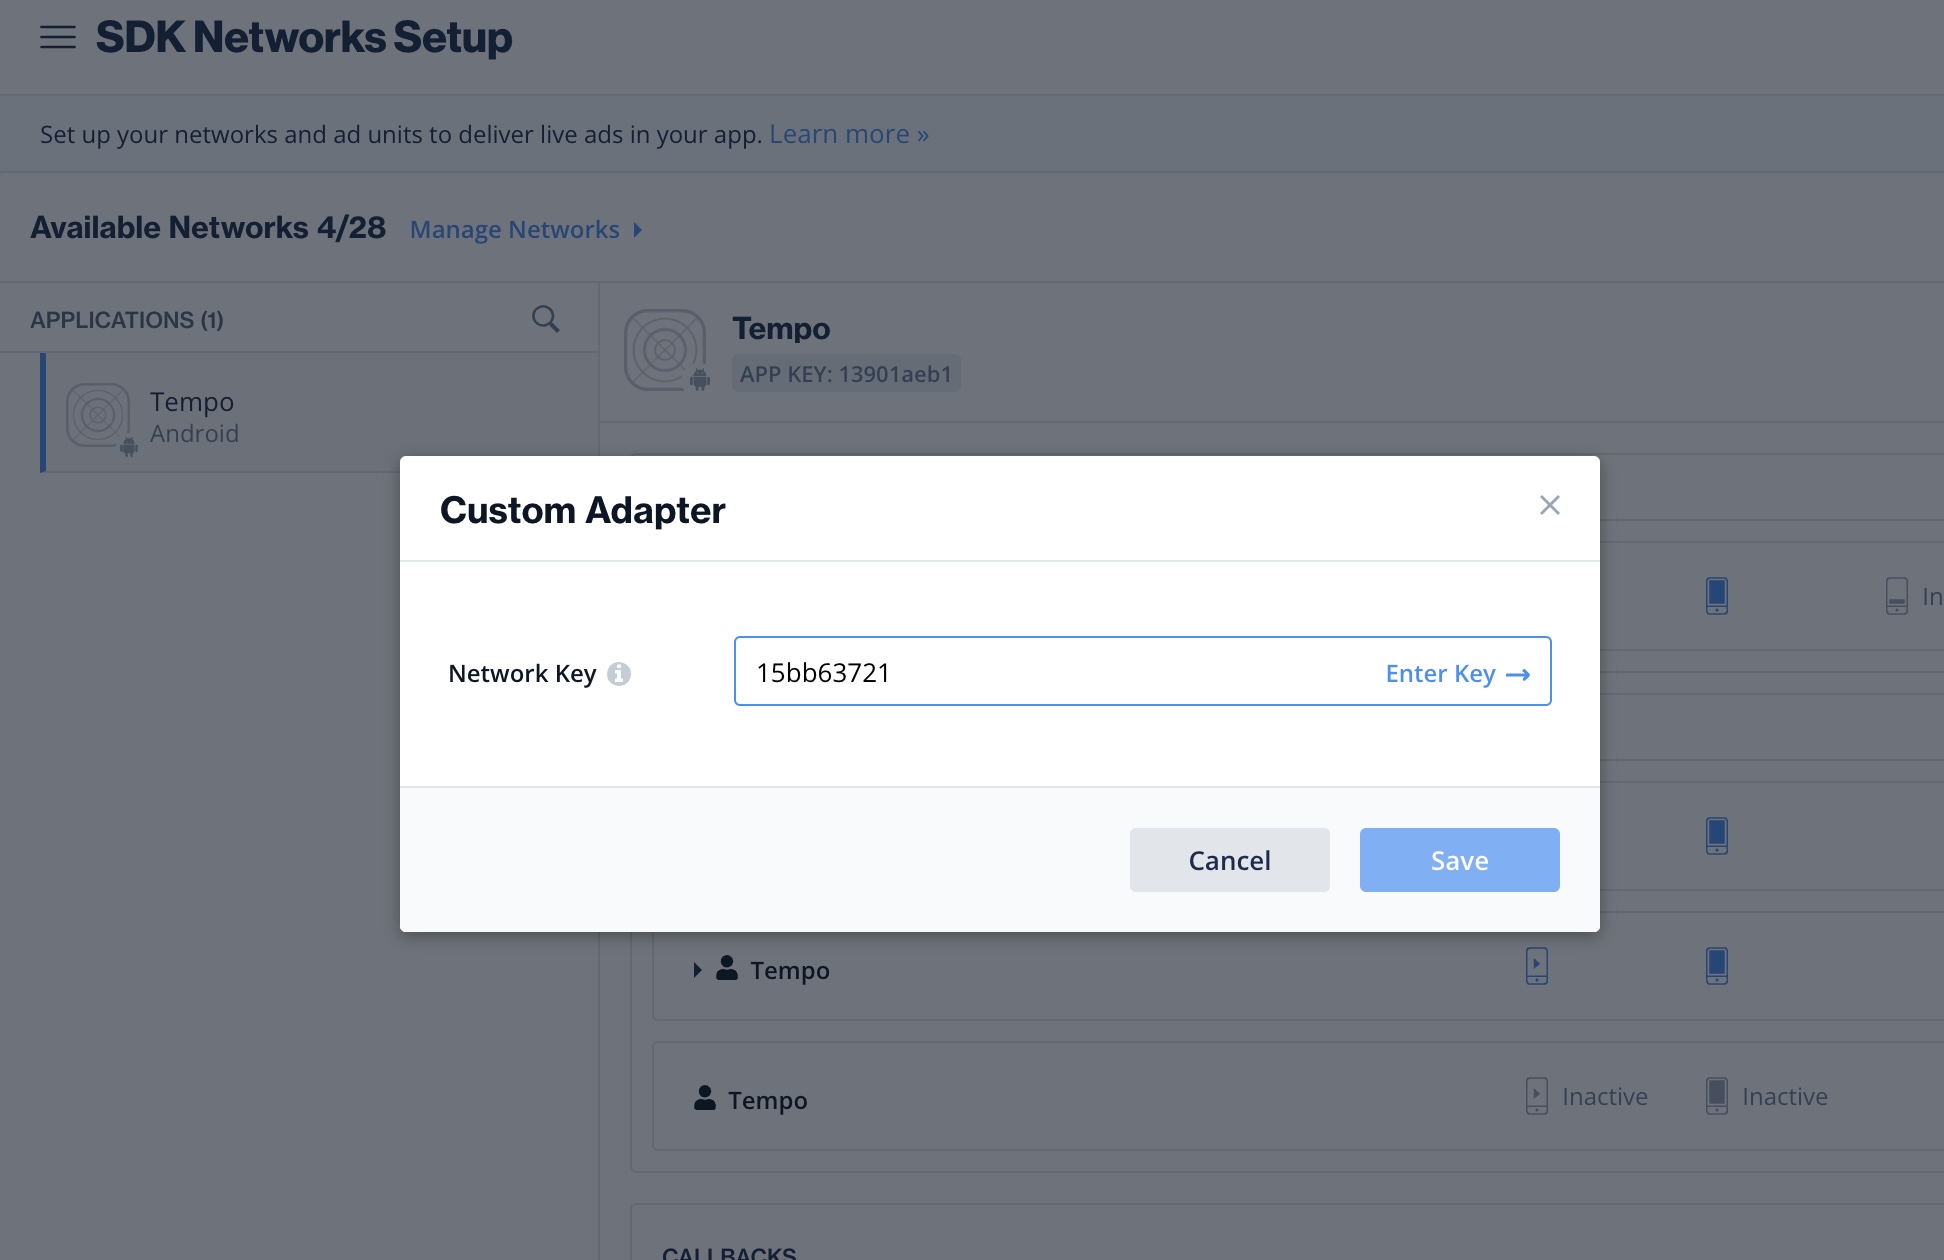 SDK Networks Setup
Set up your networks and ad units to deliver live ads in your app. Learn more »
Available Networks 4/28 Manage Networks
APPLICATIONS (1)
Tempo
Android
Tempo
APP KEY: 13901aeb1
Custom Adapter
Network Key
15bb63721
Enter Key →
Cancel
Save
In
Tempo
Tempo
Inactive
Inactive
CALLBACKS